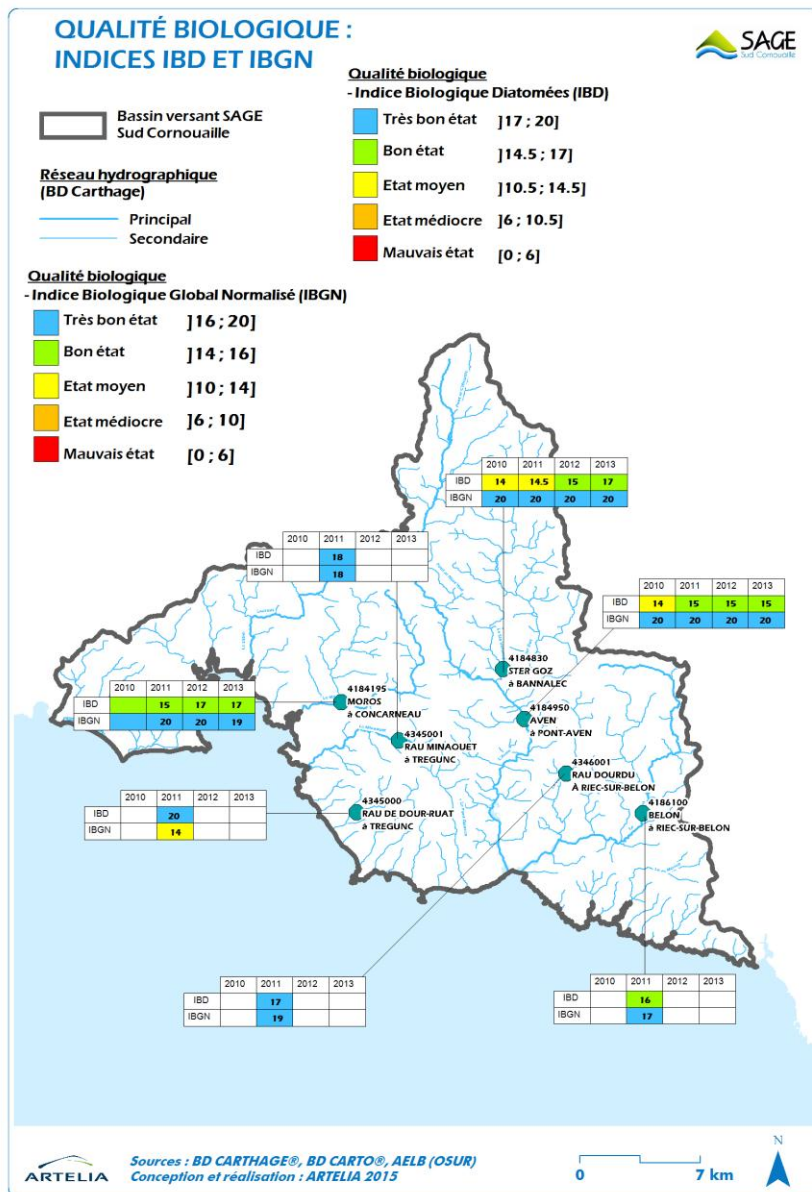 QUALITÉ BIOLOGIQUE :
INDICES IBD ET IBGN
SAGE
Sud Cornouaille
Bassin versant SAGE
Sud Cornouaille
Réseau hydrographique
(BD Carthage)
Principal
Secondaire
Qualité biologique
- Indice Biologique Diatomées (IBD)
Très bon état ]17 ; 20]
Bon état ]14.5 ; 17]
Etat moyen ]10.5 ; 14.5]
Etat médiocre ]6 ; 10.5]
Mauvais état [0 ; 6]
Qualité biologique
- Indice Biologique Global Normalisé (IBGN)
Très bon état ]16 ; 20]
Bon état ]14 ; 16]
Etat moyen ]10 ; 14]
Etat médiocre ]6 ; 10]
Mauvais état [0 ; 6]
2010 2011 2012 2013
IBD 14 14.5 15 17
IBGN 20 20 20 20
2010 2011 2012 2013
IBD 18
IBGN 18
2010 2011 2012 2013
IBD 14 15 15 15
IBGN 20 20 20 20
4184830
STER GOZ
à BANNALEC
2010 2011 2012 2013
IBD 15 17 17
IBGN 20 20 19
4184195
MOROS
à CONCARNEAU
4184950
AVEN
à PONT-AVEN
4345001
RAU MINAOUET
à TREGUNC
4346001
RAU DOURDU
À RIEC-SUR-BELON
2010 2011 2012 2013
IBD 20
IBGN 14
4345000
RAU DE DOUR-RUAT
à TREGUNC
4186100
BELON
à RIEC-SUR-BELON
2010 2011 2012 2013
IBD 17
IBGN 19
2010 2011 2012 2013
IBD 16
IBGN 17
ARTELIA
Sources : BD CARTHAGE®, BD CARTO®, AELB (OSUR)
Conception et réalisation : ARTELIA 2015
0 7 km
N